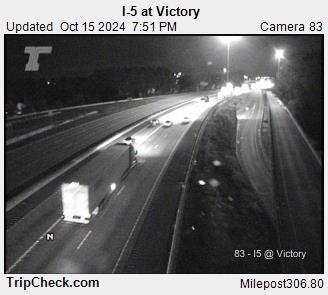 I-5 at Victory
Updated Oct 15 2024 7:51 PM Camera 83
T
N
83 - I5 @ Victory
TripCheck.com Milepost306.80